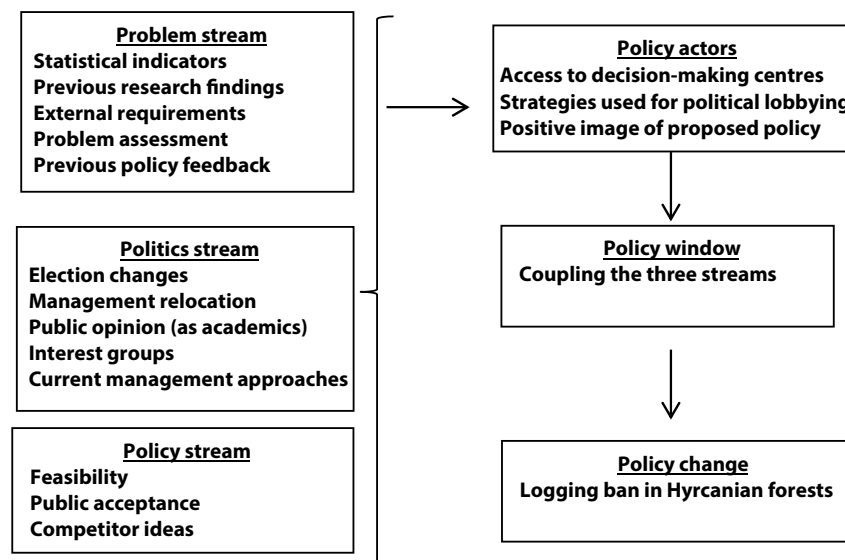 Problem stream
Statistical indicators
Previous research findings
External requirements
Problem assessment
Previous policy feedback
Politics stream
Election changes
Management relocation
Public opinion (as academics)
Interest groups
Current management approaches
Policy stream
Feasibility
Public acceptance
Competitor ideas
Policy actors
Access to decision-making centres
Strategies used for political lobbying
Positive image of proposed policy
Policy window
Coupling the three streams
Policy change
Logging ban in Hyrcanian forests